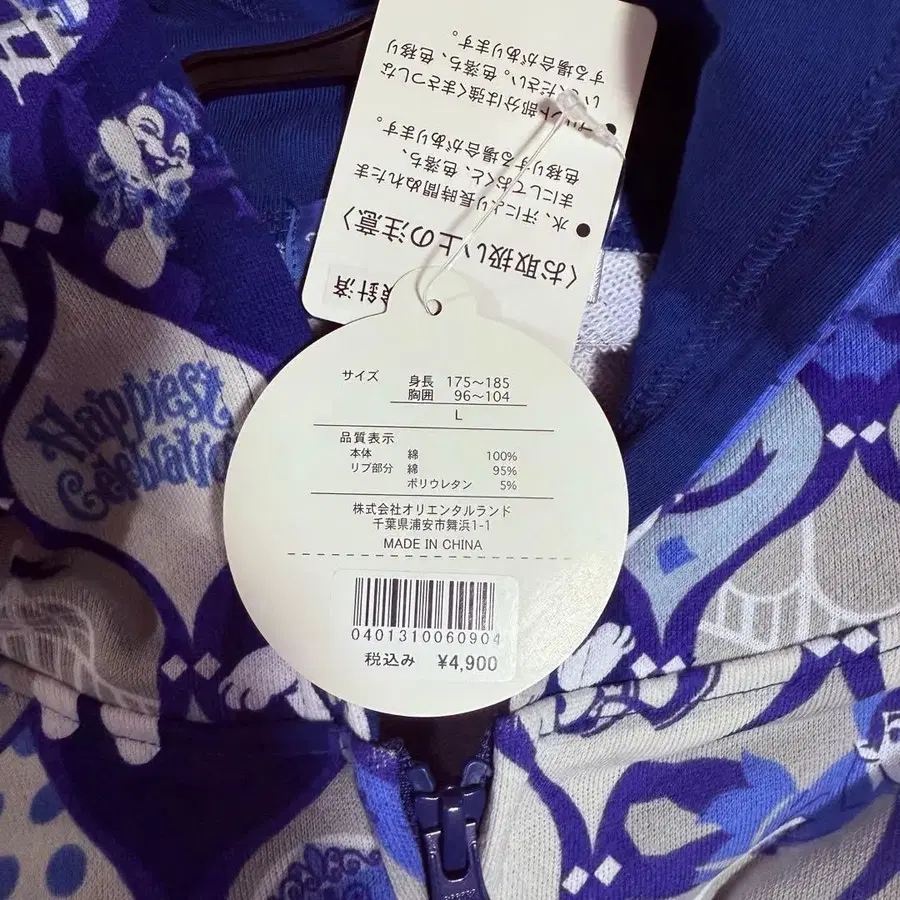 検針済
〈お取扱い上の注意〉
● 水、汗により長時間ぬれたま
まにしておくと、色落ち、
色移りする場合があります。
● プリント部分は強くまさつしな
いでください。色落ち、色移り
する場合があります。
Happiest
Celebration
サイズ 身長 175～185
胸囲 96～104
L
品質表示
本体 綿 100%
リブ部分 綿 95%
ポリウレタン 5%
株式会社オリエンタルランド
千葉県浦安市舞浜1-1
MADE IN CHINA
0401310060904
税込み ¥4,900